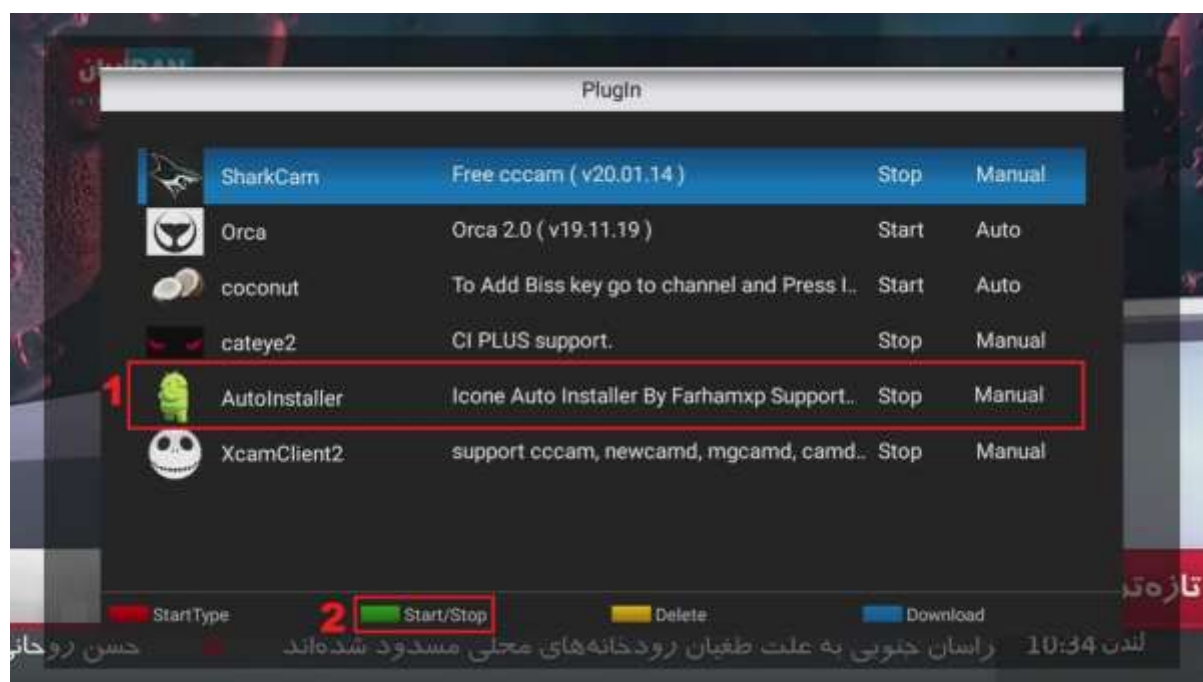 PlugIn
SharkCam Free cccam ( v20.01.14 ) Stop Manual
Orca Orca 2.0 ( v19.11.19 ) Start Auto
coconut To Add Biss key go to channel and Press I.. Start Auto
cateye2 CI PLUS support. Stop Manual
1 AutoInstaller Icone Auto Installer By Farhamxp Support.. Stop Manual
XcamClient2 support cccam, newcamd, mgcamd, camd.. Stop Manual
تازه‌تر
StartType 2 Start/Stop Delete Download
لندن 10:34 راسان جنوبی به علت طغیان رودخانه‌های محلی مسدود شده‌اند حسن روحانی